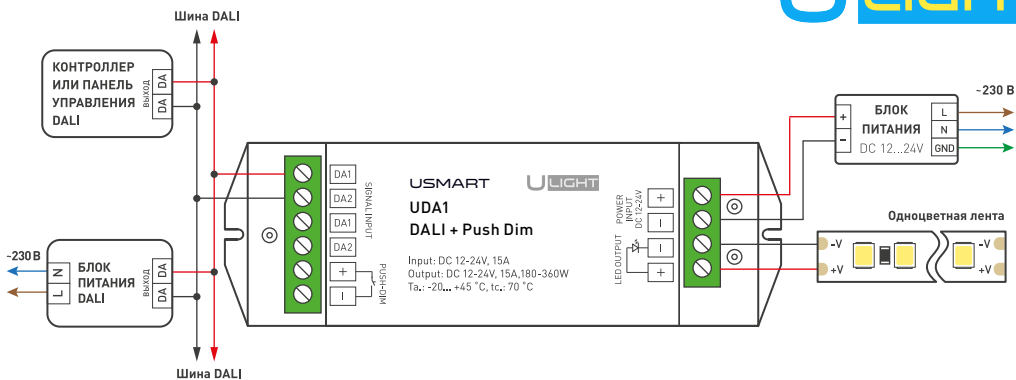 Шина DALI
U LIGHT
КОНТРОЛЛЕР
ИЛИ ПАНЕЛЬ
УПРАВЛЕНИЯ
DALI
ВЫХОД
DA
DA
~230 В
N
L
БЛОК
ПИТАНИЯ
DALI
ВЫХОД
DA
DA
Шина DALI
DA1
DA2
DA1
DA2
+
–
SIGNAL INPUT
PUSH-DIM
USMART
ULIGHT
UDA1
DALI + Push Dim
Input: DC 12-24V, 15A
Output: DC 12-24V, 15A,180-360W
Ta.: -20... +45 ˚C, tc.: 70 ˚C
POWER
INPUT
DC 12-24V
LED OUTPUT
+
–
–
+
+
–
БЛОК
ПИТАНИЯ
DC 12...24V
L
N
GND
~230 В
Одноцветная лента
-V
+V
-V
+V